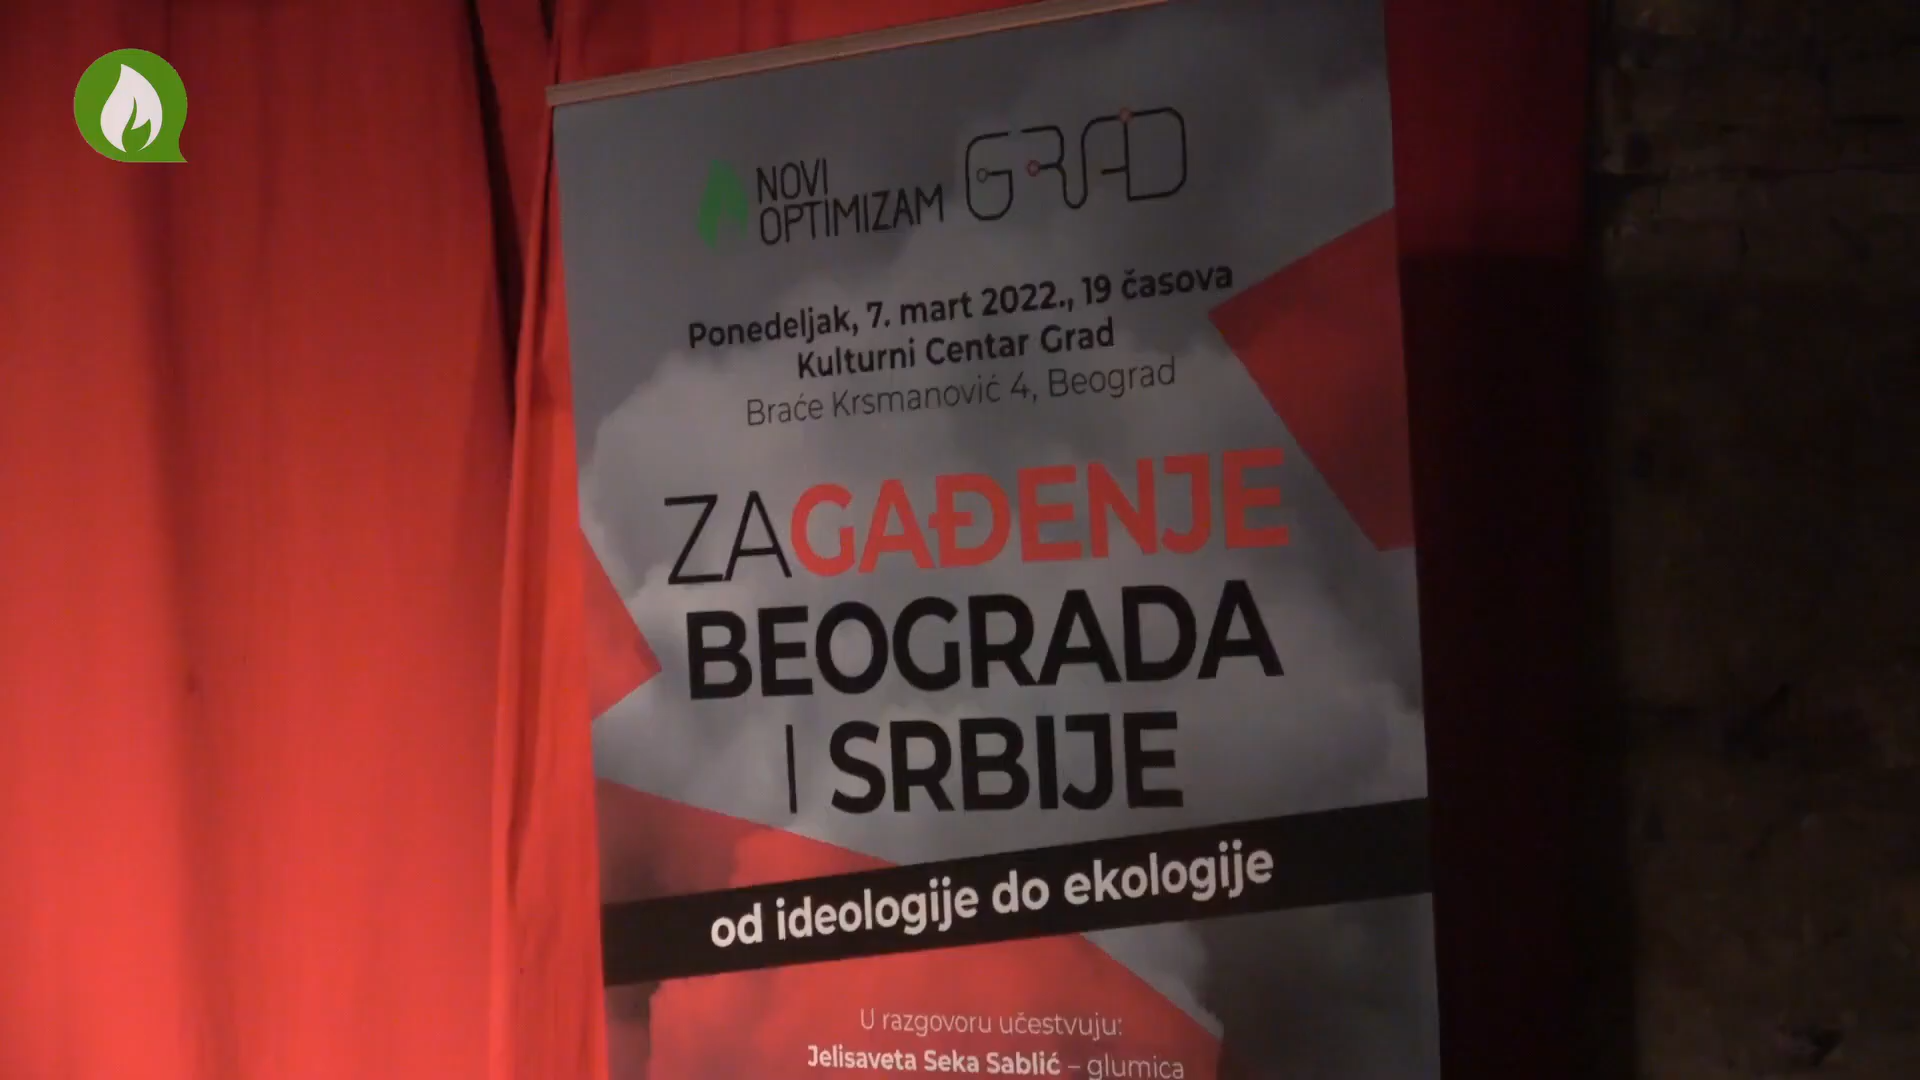 NOVI
OPTIMIZAM
GRAD
Ponedeljak, 7. mart 2022., 19 časova
Kulturni Centar Grad
Braće Krsmanović 4, Beograd
ZAGAĐENJE
BEOGRADA
I SRBIJE
od ideologije do ekologije
U razgovoru učestvuju:
Jelisaveta Seka Sablić – glumica